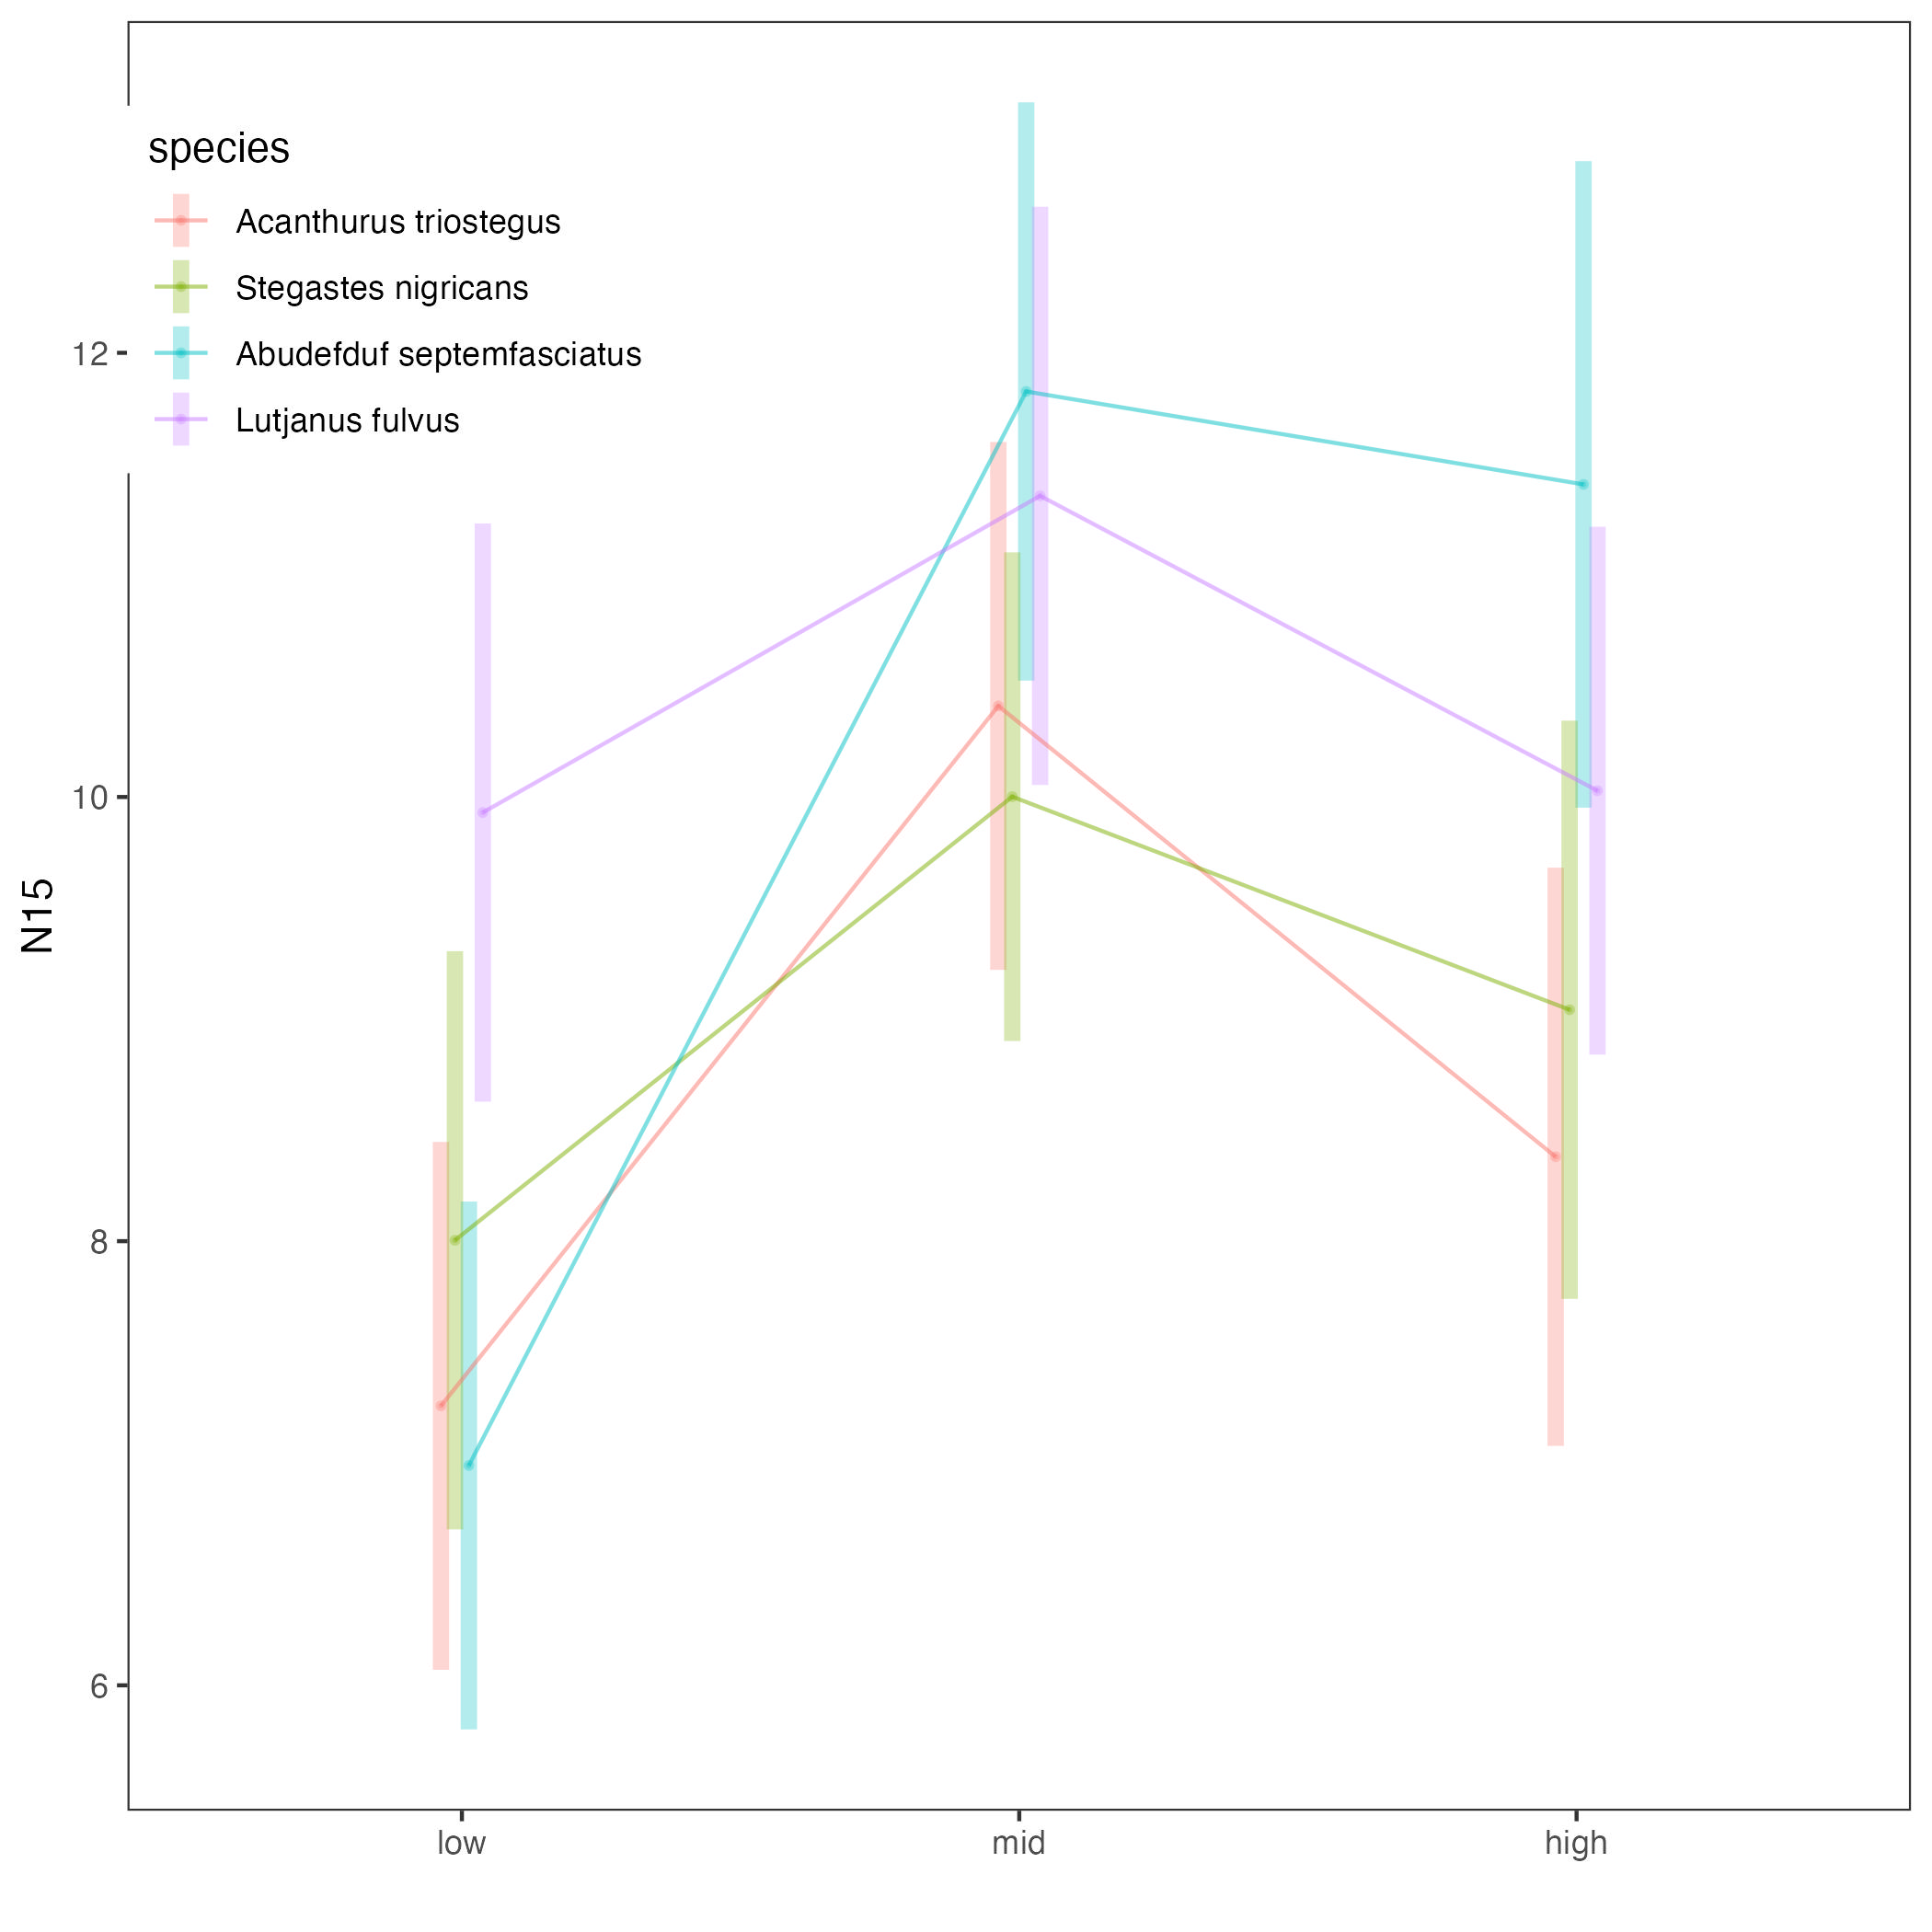 species
Acanthurus triostegus
Stegastes nigricans
Abudefduf septemfasciatus
Lutjanus fulvus
12
10
8
6
N15
low mid high